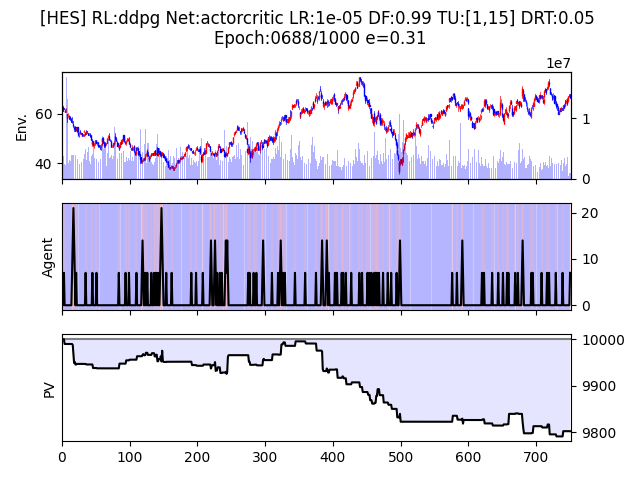 [HES] RL:ddpg Net:actorcritic LR:1e-05 DF:0.99 TU:[1,15] DRT:0.05
Epoch:0688/1000 e=0.31
1e7
Env.
60
40
1
0
Agent
20
10
0
PV
10000
9900
9800
0 100 200 300 400 500 600 700